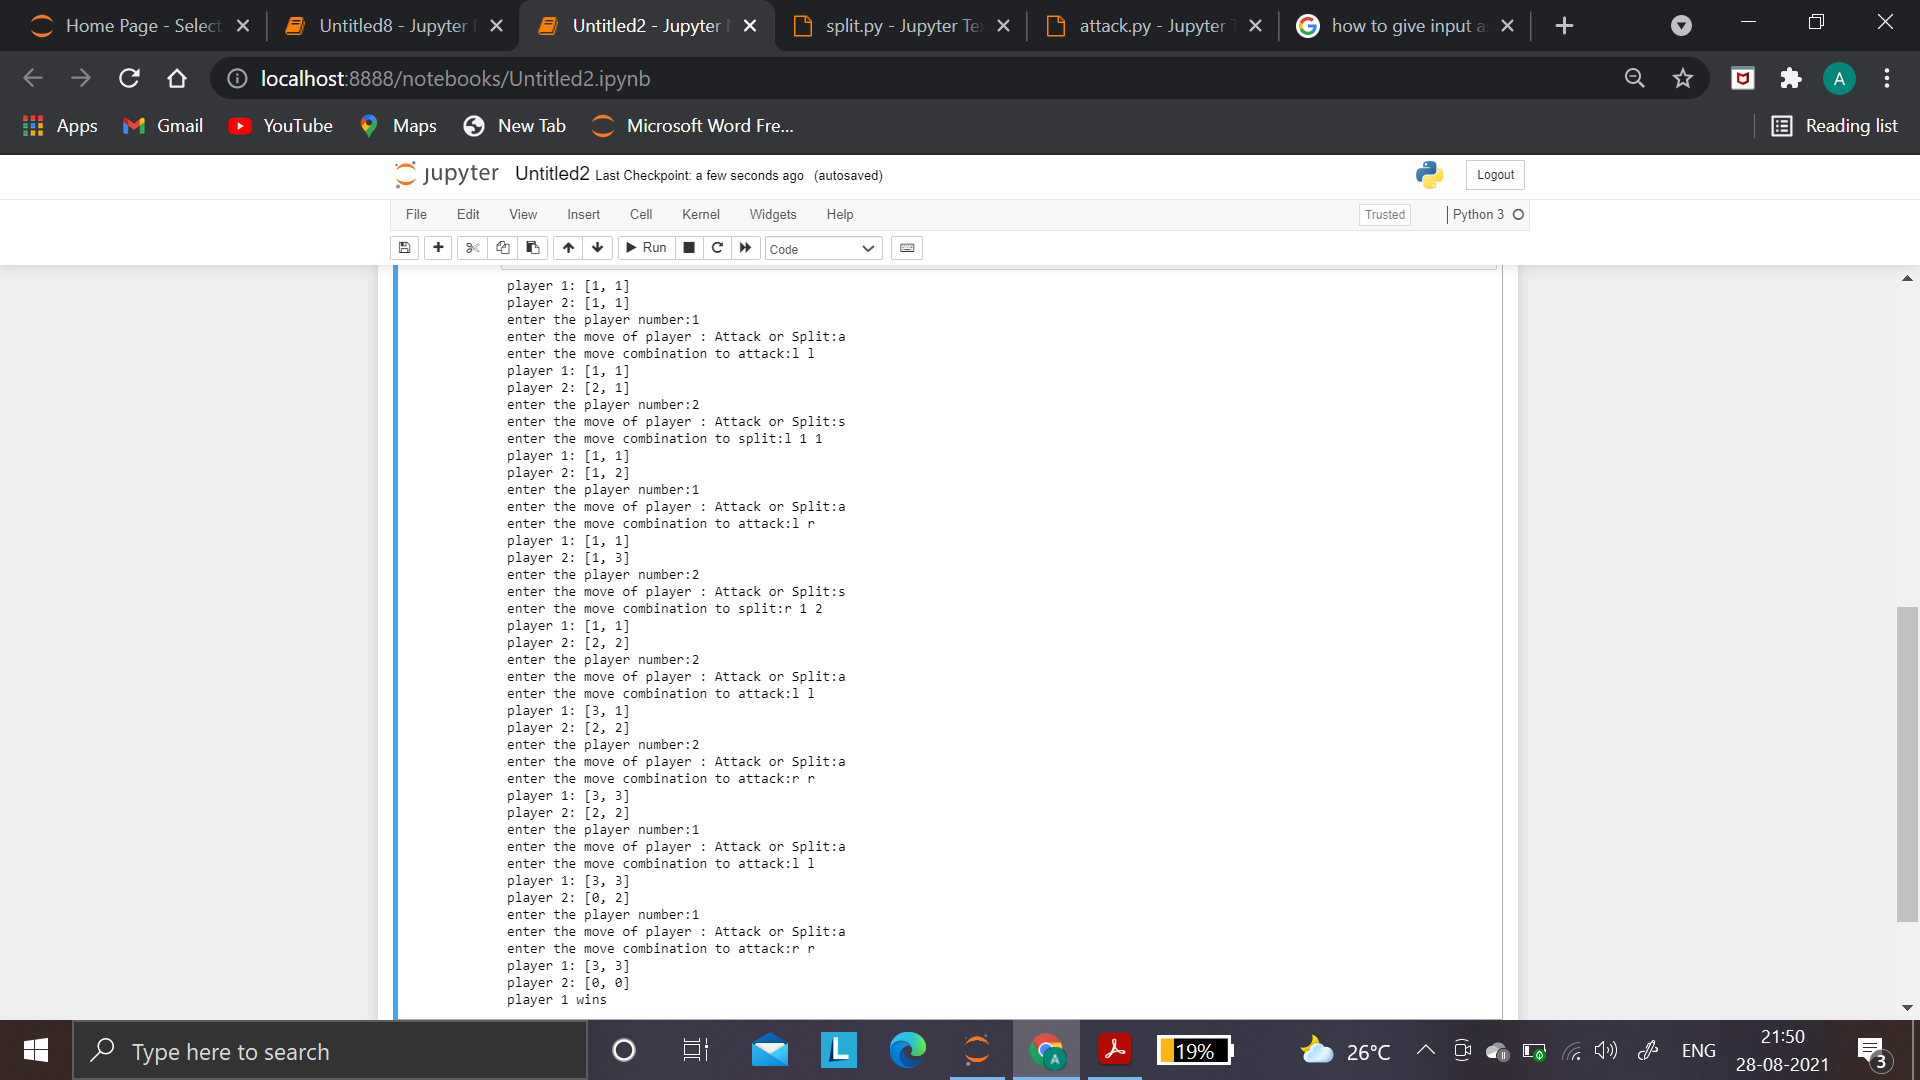 Home Page - Select
Untitled8 - Jupyter
Untitled2 - Jupyter
split.py - Jupyter Te
attack.py - Jupyter
how to give input a
localhost:8888/notebooks/Untitled2.ipynb
A
Apps
Gmail
YouTube
Maps
New Tab
Microsoft Word Fre...
Reading list
jupyter Untitled2 Last Checkpoint: a few seconds ago (autosaved)
Logout
File Edit View Insert Cell Kernel Widgets Help
Trusted
Python 3
Run
Code
player 1: [1, 1]
player 2: [1, 1]
enter the player number:1
enter the move of player : Attack or Split:a
enter the move combination to attack:l l
player 1: [1, 1]
player 2: [2, 1]
enter the player number:2
enter the move of player : Attack or Split:s
enter the move combination to split:l 1 1
player 1: [1, 1]
player 2: [1, 2]
enter the player number:1
enter the move of player : Attack or Split:a
enter the move combination to attack:l r
player 1: [1, 1]
player 2: [1, 3]
enter the player number:2
enter the move of player : Attack or Split:s
enter the move combination to split:r 1 2
player 1: [1, 1]
player 2: [2, 2]
enter the player number:2
enter the move of player : Attack or Split:a
enter the move combination to attack:l l
player 1: [3, 1]
player 2: [2, 2]
enter the player number:2
enter the move of player : Attack or Split:a
enter the move combination to attack:r r
player 1: [3, 3]
player 2: [2, 2]
enter the player number:1
enter the move of player : Attack or Split:a
enter the move combination to attack:l l
player 1: [3, 3]
player 2: [0, 2]
enter the player number:1
enter the move of player : Attack or Split:a
enter the move combination to attack:r r
player 1: [3, 3]
player 2: [0, 0]
player 1 wins
Type here to search
L
A
19%
26°C
ENG
21:50
28-08-2021
3